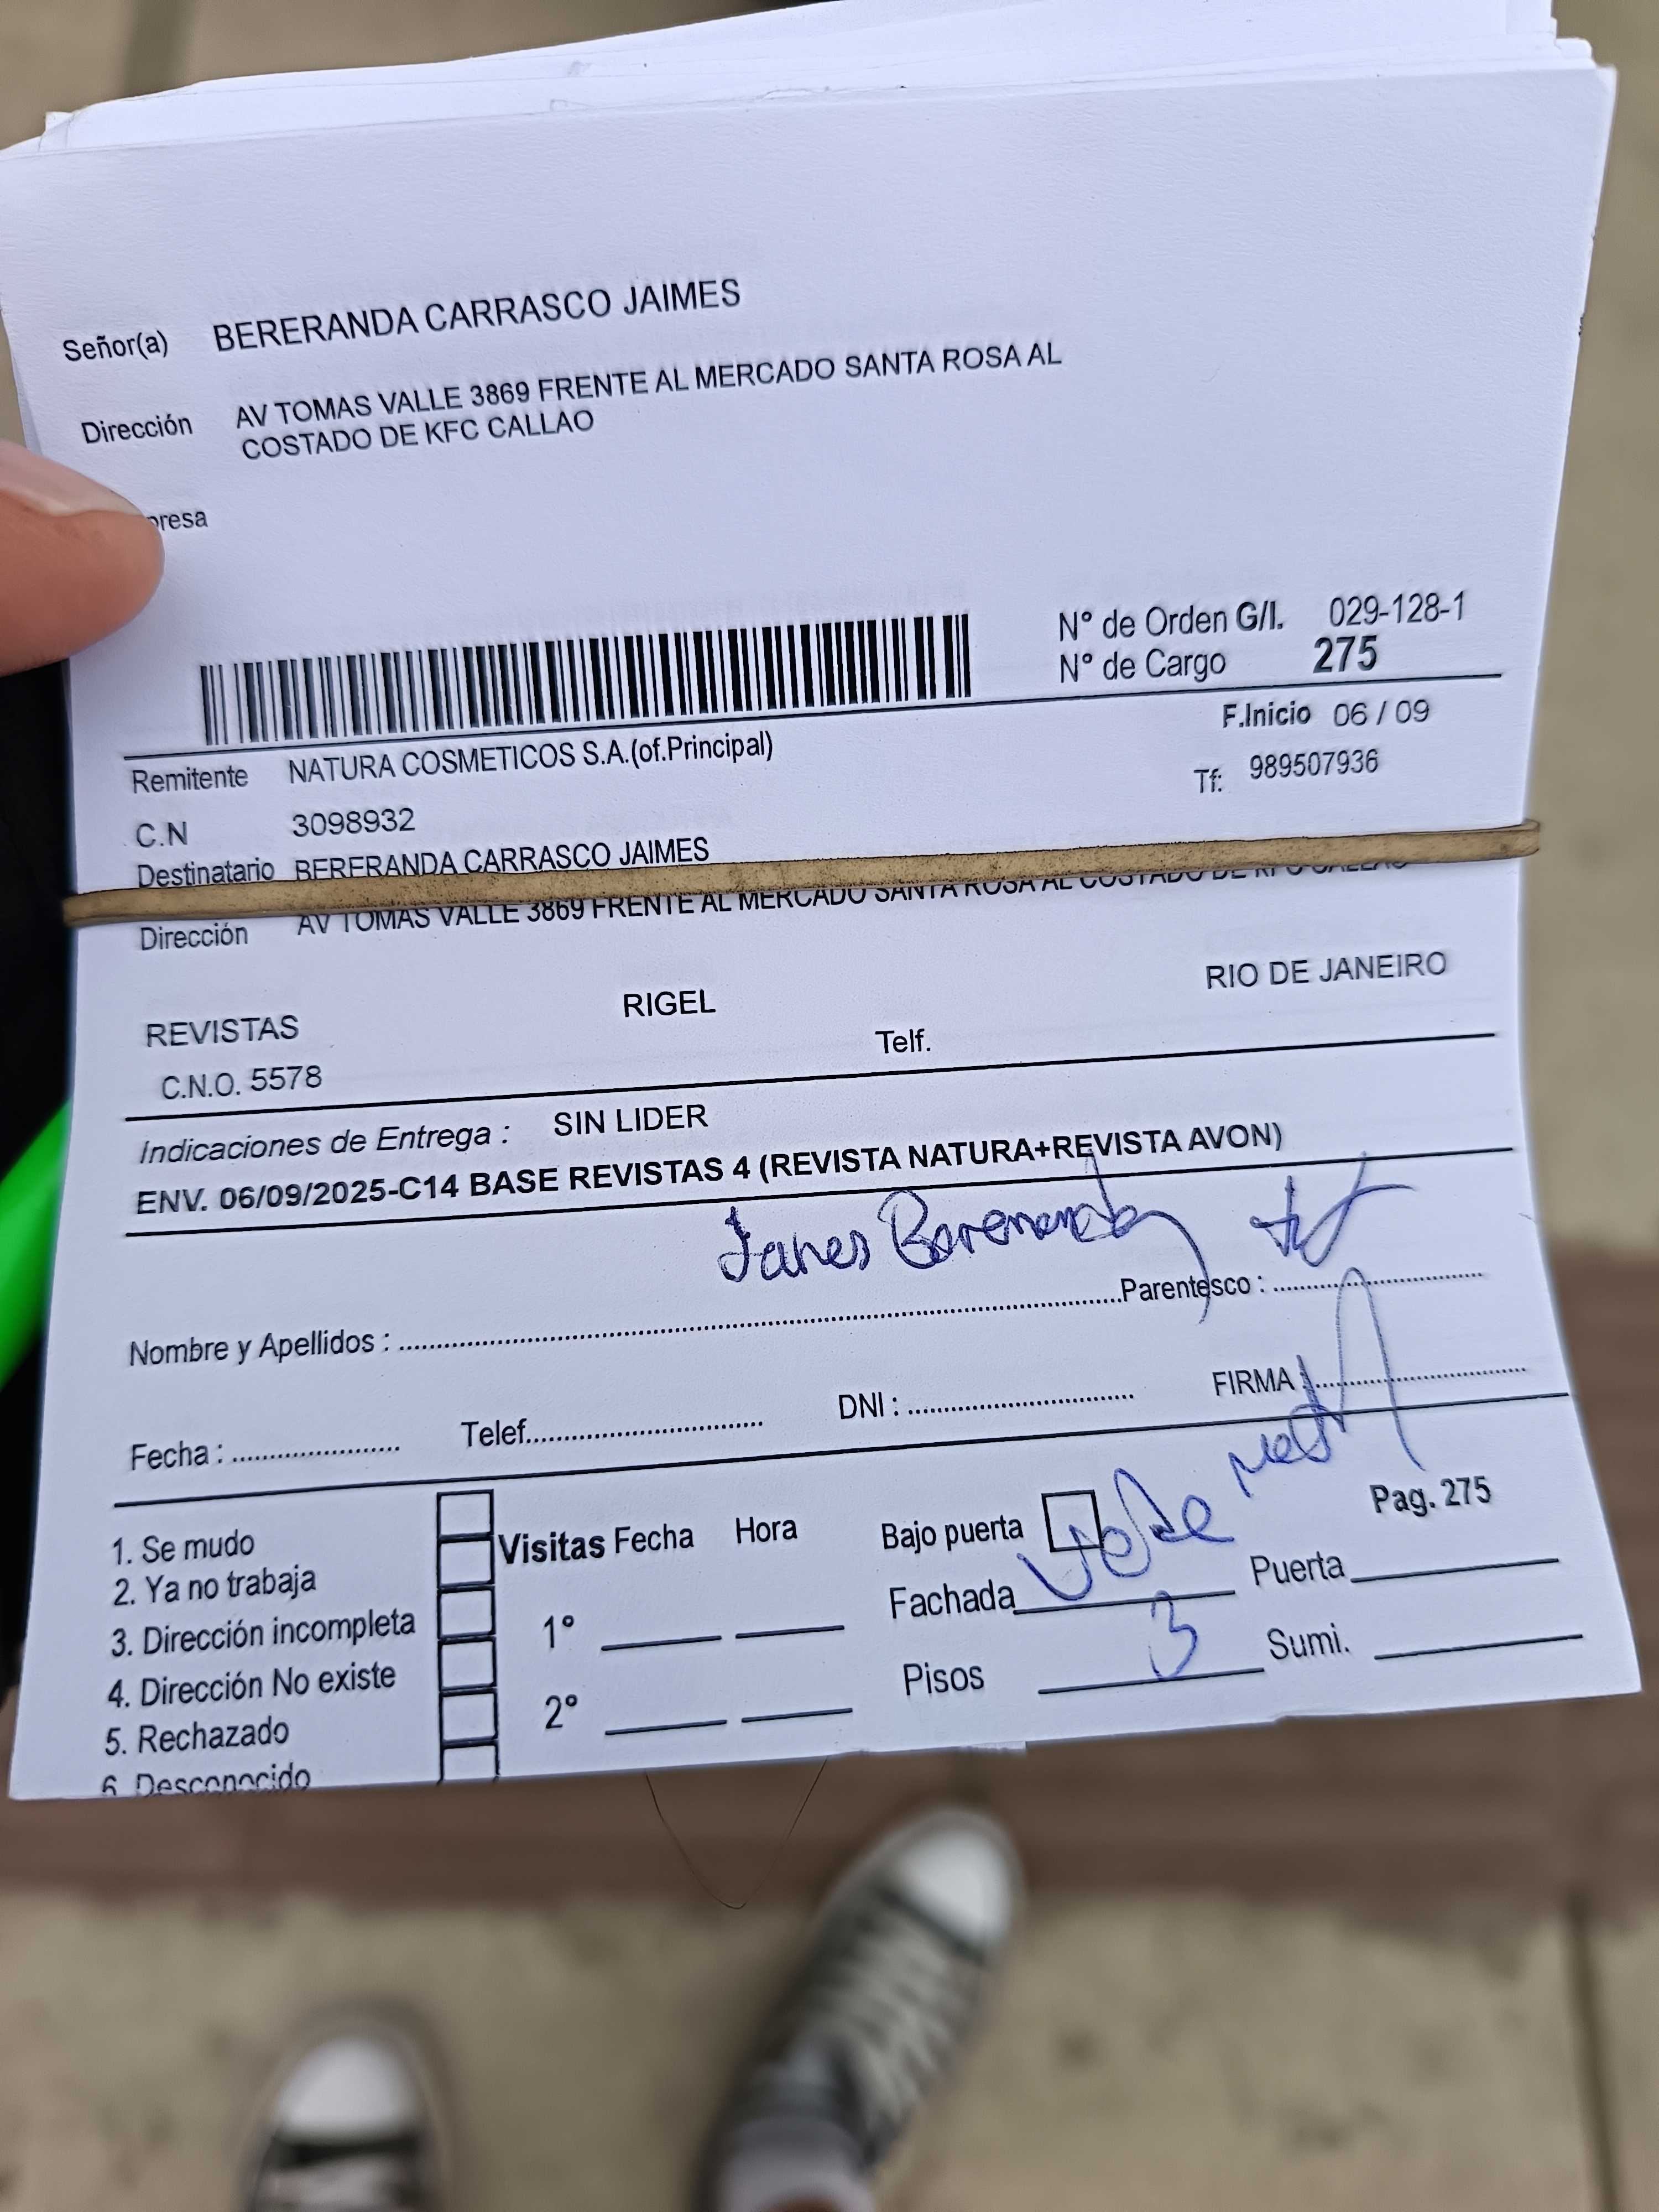 Señor(a) BERERANDA CARRASCO JAIMES
Dirección AV TOMAS VALLE 3869 FRENTE AL MERCADO SANTA ROSA AL
COSTADO DE KFC CALLAO
presa
N° de Orden G/I. 029-128-1
N° de Cargo 275
F.Inicio 06 / 09
Remitente NATURA COSMETICOS S.A.(of.Principal)
Tf: 989507936
C.N 3098932
Destinatario BERERANDA CARRASCO JAIMES
Dirección AV TOMAS VALLE 3869 FRENTE AL MERCADO SANTA ROSA AL COSTADO DE KFC CALLAO
REVISTAS RIGEL RIO DE JANEIRO
C.N.O. 5578 Telf.
Indicaciones de Entrega : SIN LIDER
ENV. 06/09/2025-C14 BASE REVISTAS 4 (REVISTA NATURA+REVISTA AVON)
Nombre y Apellidos : Parentesco : tt
Fecha : Telef. DNI : FIRMA :
Pag. 275
1. Se mudo Visitas Fecha Hora Bajo puerta
2. Ya no trabaja
3. Dirección incompleta 1° Fachada Puerta
4. Dirección No existe
5. Rechazado 2° Pisos 3 Sumi.
6. Desconocido